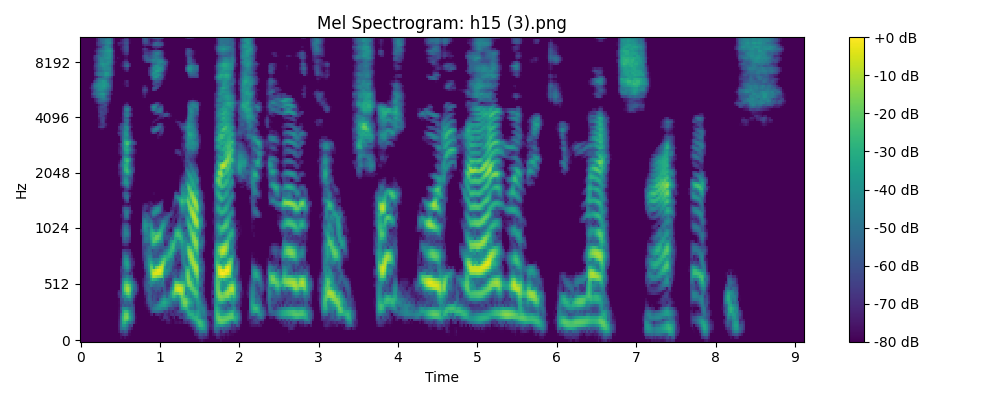 Mel Spectrogram: h15 (3).png
8192
4096
2048
1024
512
0
Hz
0 1 2 3 4 5 6 7 8 9
Time
+0 dB
-10 dB
-20 dB
-30 dB
-40 dB
-50 dB
-60 dB
-70 dB
-80 dB